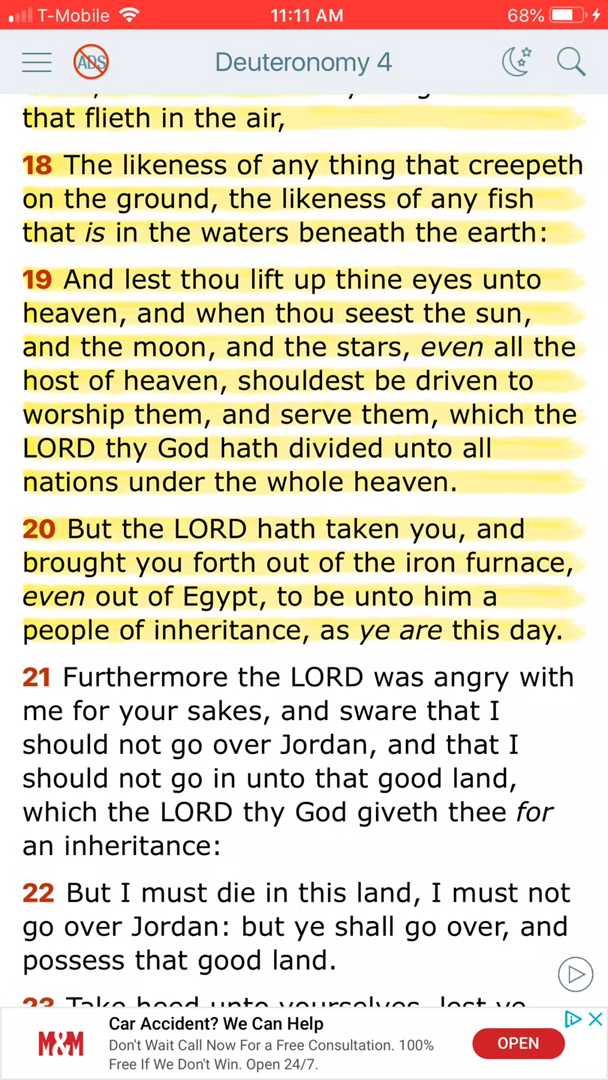 T-Mobile 11:11 AM 68%
ADS Deuteronomy 4
that flieth in the air,
18 The likeness of any thing that creepeth
on the ground, the likeness of any fish
that is in the waters beneath the earth:
19 And lest thou lift up thine eyes unto
heaven, and when thou seest the sun,
and the moon, and the stars, even all the
host of heaven, shouldest be driven to
worship them, and serve them, which the
LORD thy God hath divided unto all
nations under the whole heaven.
20 But the LORD hath taken you, and
brought you forth out of the iron furnace,
even out of Egypt, to be unto him a
people of inheritance, as ye are this day.
21 Furthermore the LORD was angry with
me for your sakes, and sware that I
should not go over Jordan, and that I
should not go in unto that good land,
which the LORD thy God giveth thee for
an inheritance:
22 But I must die in this land, I must not
go over Jordan: but ye shall go over, and
possess that good land.
23 Take heed unto yourselves, lest ye
Car Accident? We Can Help
M&M Don't Wait Call Now For a Free Consultation. 100% OPEN
Free If We Don't Win. Open 24/7.